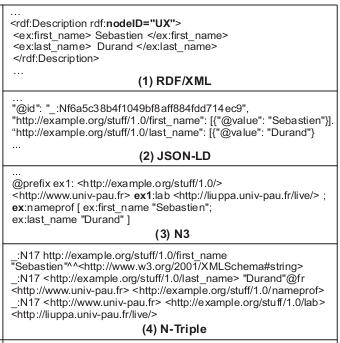 ...
<rdf:Description rdf:nodeID="UX">
<ex:first_name> Sebastien </ex:first_name>
<ex:last_name> Durand </ex:last_name>
</rdf:Description>
...
(1) RDF/XML
...
"@id": "_:Nf6a5c38b4f1049bf8aff884fdd714ec9",
"http://example.org/stuff/1.0/first_name": [{"@value": "Sebastien"}].
"http://example.org/stuff/1.0/last_name": [{"@value": "Durand"}
...
(2) JSON-LD
...
@prefix ex1: <http://example.org/stuff/1.0/>
<http://www.univ-pau.fr> ex1:lab <http://liuppa.univ-pau.fr/live/> ;
ex:nameprof [ ex:first_name "Sebastien";
ex:last_name "Durand" ]
(3) N3
_:N17 http://example.org/stuff/1.0/first_name
"Sebastien"^^<http://www.w3.org/2001/XMLSchema#string>
_:N17 <http://example.org/stuff/1.0/last_name> "Durand"@fr
<http://www.univ-pau.fr> <http://example.org/stuff/1.0/nameprof>
_:N17 <http://www.univ-pau.fr> <http://example.org/stuff/1.0/lab>
<http://liuppa.univ-pau.fr/live/>
(4) N-Triple